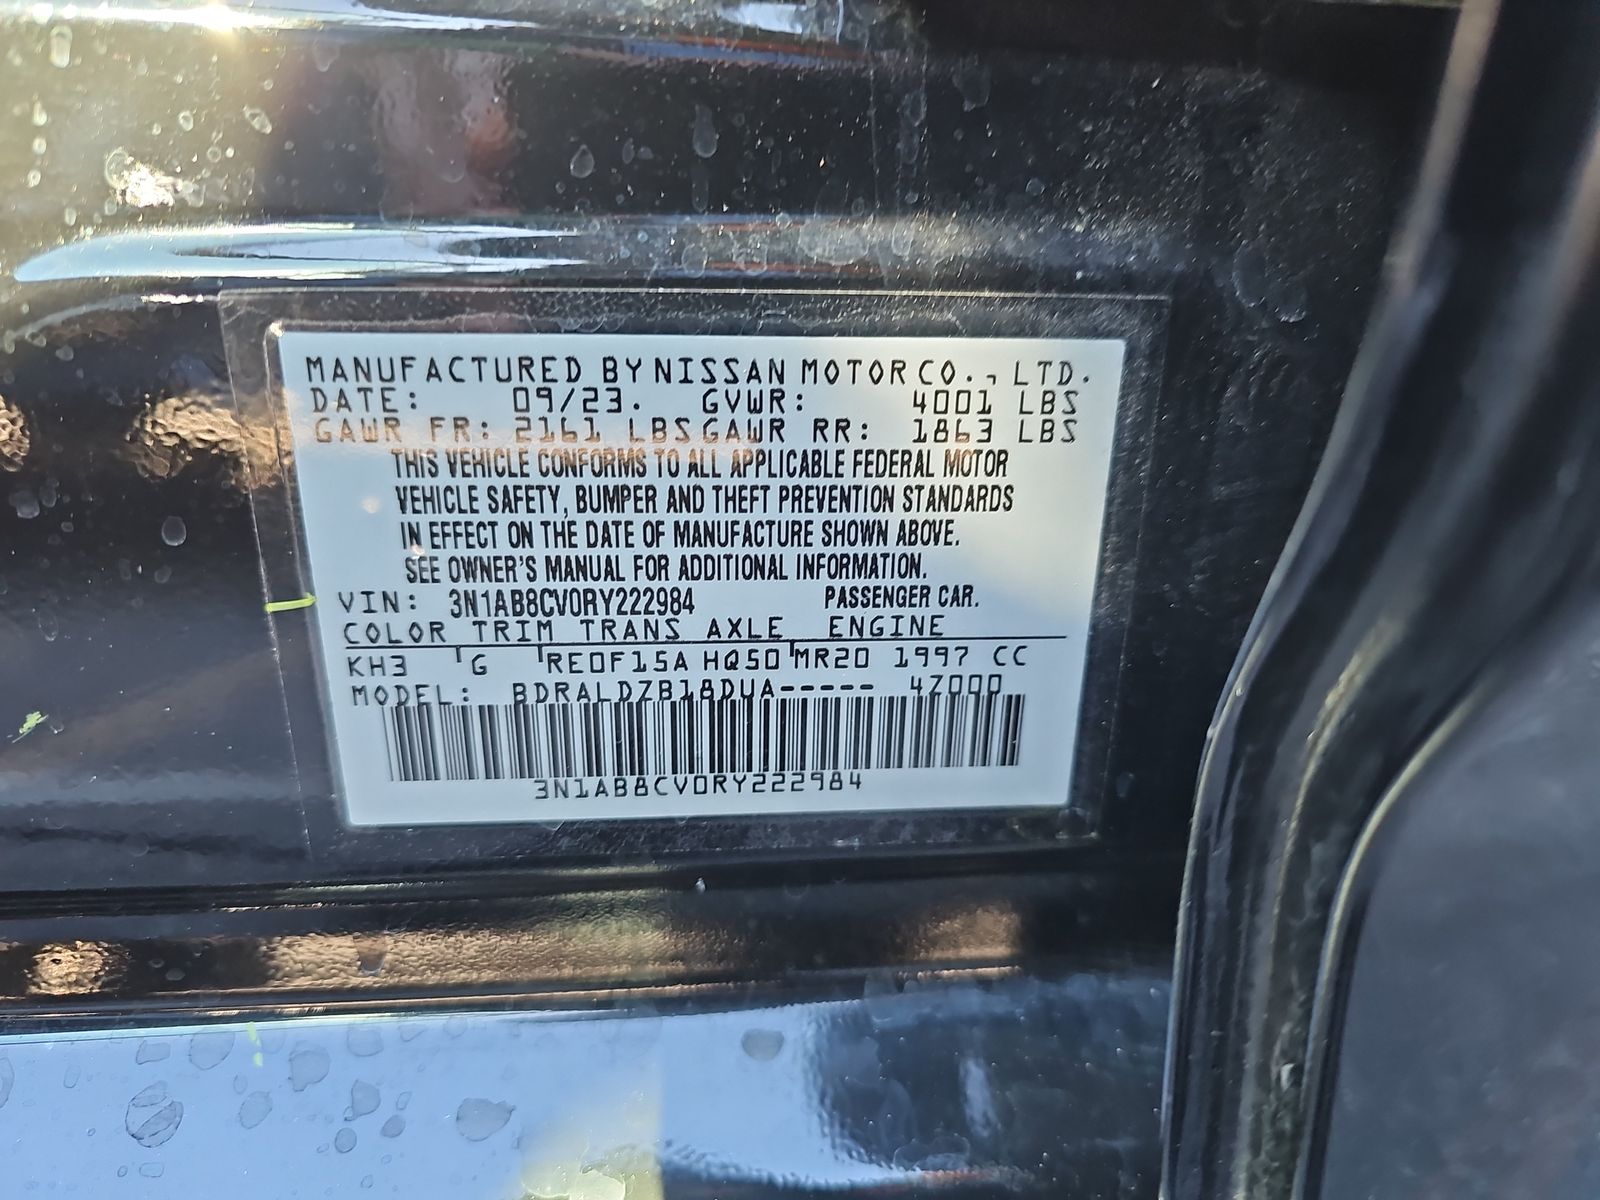 MANUFACTURED BY NISSAN MOTOR CO., LTD.
DATE: 09/23. GVWR: 4001 LBS
GAWR FR: 2161 LBS GAWR RR: 1863 LBS
THIS VEHICLE CONFORMS TO ALL APPLICABLE FEDERAL MOTOR
VEHICLE SAFETY, BUMPER AND THEFT PREVENTION STANDARDS
IN EFFECT ON THE DATE OF MANUFACTURE SHOWN ABOVE.
SEE OWNER'S MANUAL FOR ADDITIONAL INFORMATION.
VIN: 3N1AB8CV0RY222984 PASSENGER CAR.
COLOR TRIM TRANS AXLE ENGINE
KH3 G RE0F15A HQ50 MR20 1997 CC
MODEL: BDRALDZB18DUA----- 4Z000
3N1AB8CV0RY222984